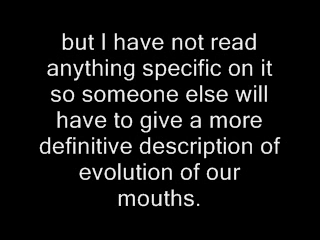 but I have not read
anything specific on it
so someone else will
have to give a more
definitive description of
evolution of our
mouths.